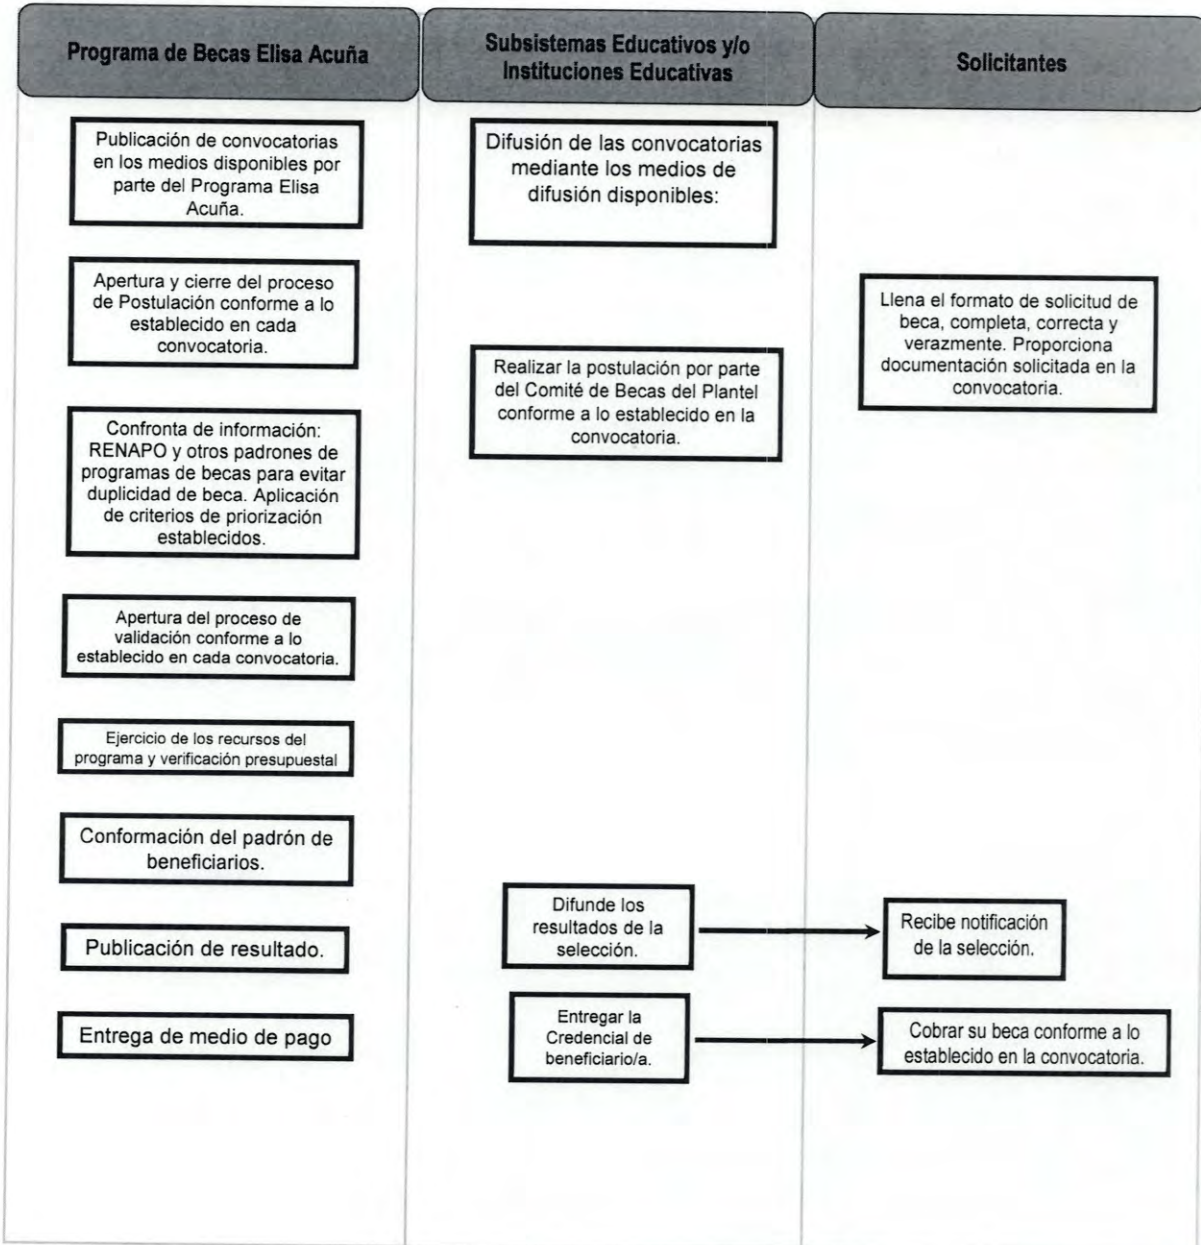 Programa de Becas Elisa Acuña
Subsistemas Educativos y/o
Instituciones Educativas
Solicitantes
Publicación de convocatorias
en los medios disponibles por
parte del Programa Elisa
Acuña.
Apertura y cierre del proceso
de Postulación conforme a lo
establecido en cada
convocatoria.
Confronta de información:
RENAPO y otros padrones de
programas de becas para evitar
duplicidad de beca. Aplicación
de criterios de priorización
establecidos.
Apertura del proceso de
validación conforme a lo
establecido en cada convocatoria.
Ejercicio de los recursos del
programa y verificación presupuestal
Conformación del padrón de
beneficiarios.
Publicación de resultado.
Entrega de medio de pago
Difusión de las convocatorias
mediante los medios de
difusión disponibles:
Realizar la postulación por parte
del Comité de Becas del Plantel
conforme a lo establecido en la
convocatoria.
Difunde los
resultados de la
selección.
Entregar la
Credencial de
beneficiario/a.
Llena el formato de solicitud de
beca, completa, correcta y
verazmente. Proporciona
documentación solicitada en la
convocatoria.
Recibe notificación
de la selección.
Cobrar su beca conforme a lo
establecido en la convocatoria.